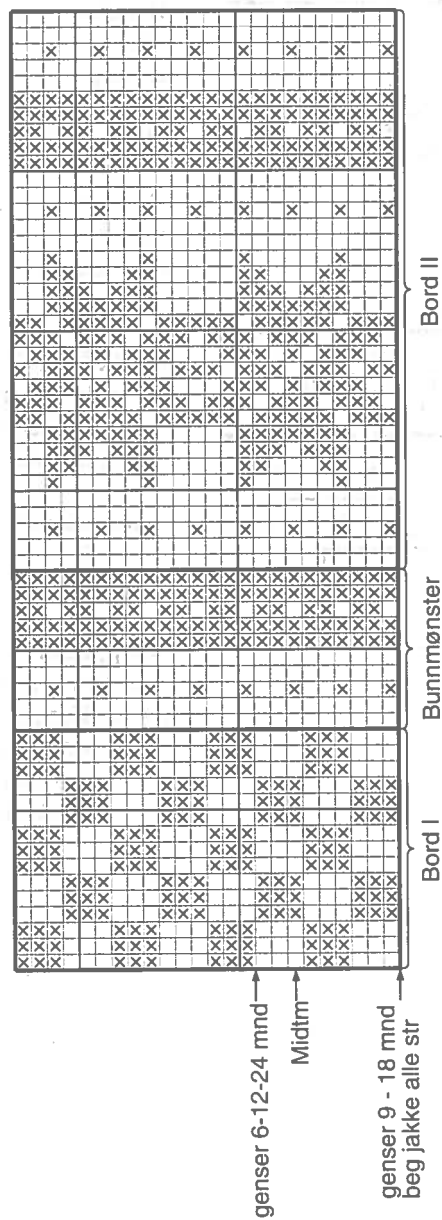 Bord II
Bunnmønster
Bord I
genser 6-12-24 mnd
Midtm
genser 9 - 18 mnd
beg jakke alle str